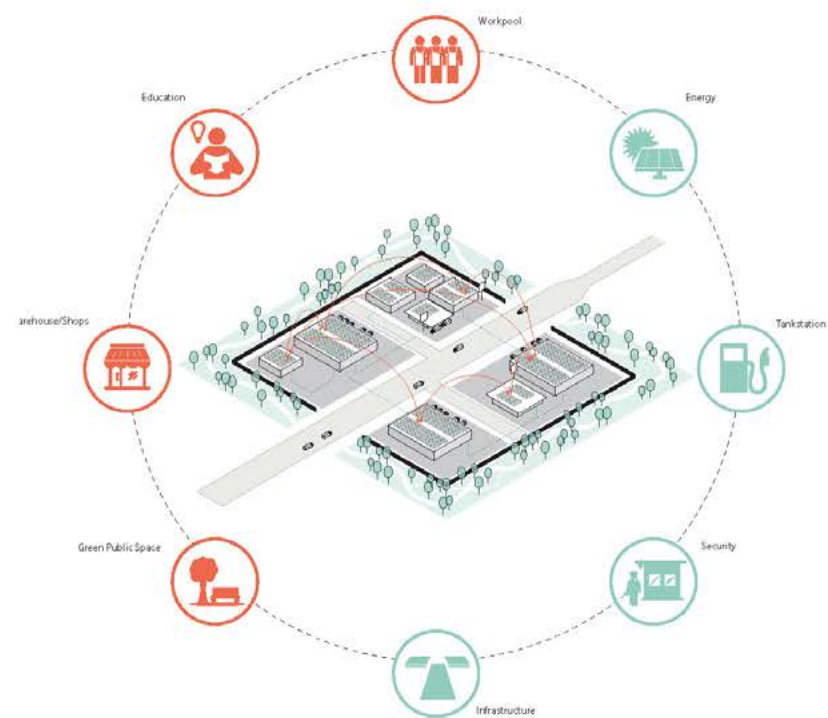 Workpool
Education
Energy
arehouse/Shops
Tankstation
Green Public Space
Security
Infrastructure